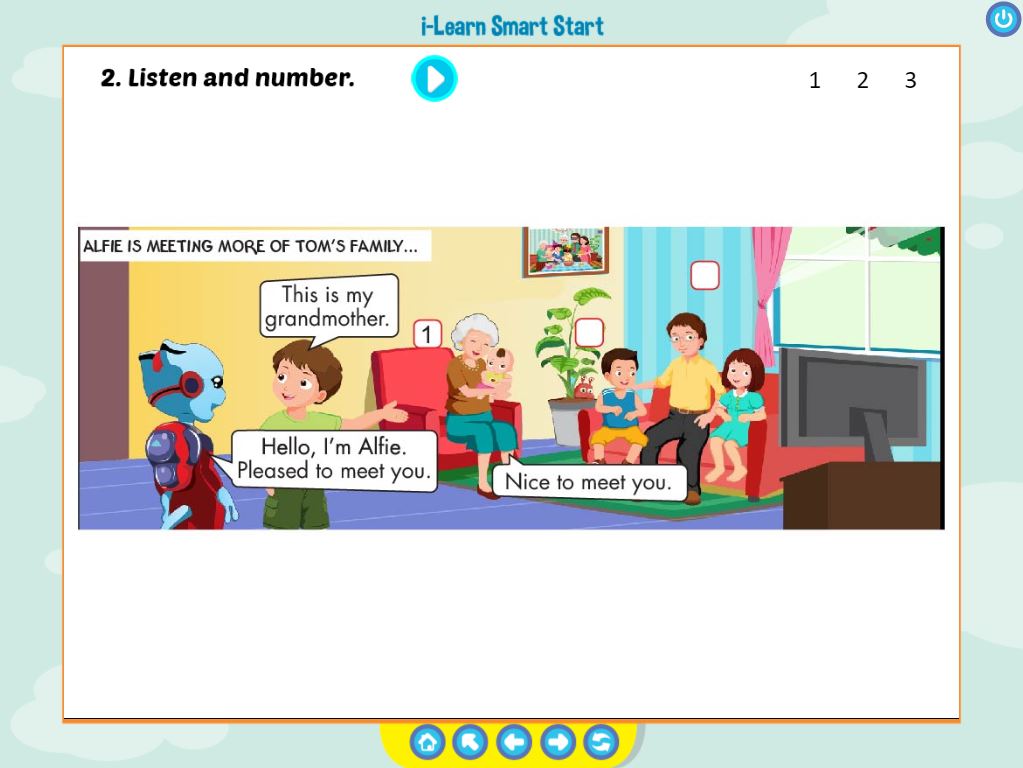 i-Learn Smart Start
2. Listen and number.
1 2 3
ALFIE IS MEETING MORE OF TOM'S FAMILY...
This is my
grandmother.
1
Hello, I'm Alfie.
Pleased to meet you.
Nice to meet you.